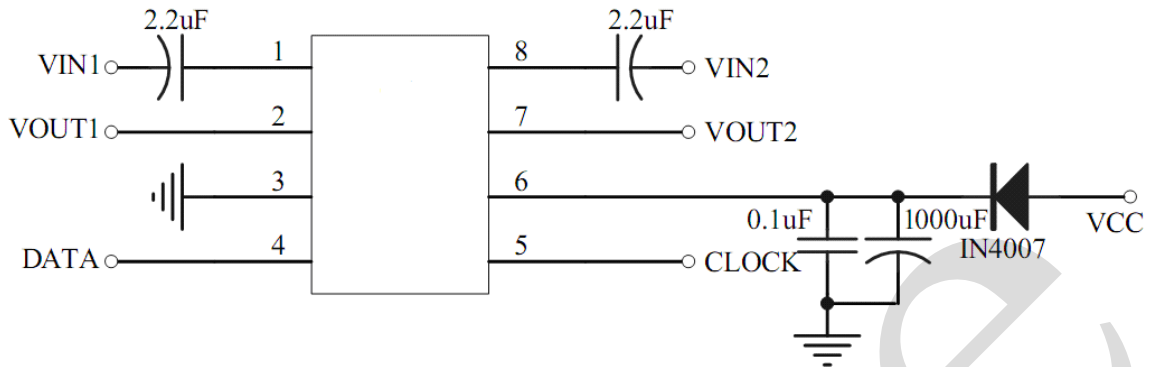 2.2uF 2.2uF
VIN1 1 8 VIN2
VOUT1 2 7 VOUT2
3 6
0.1uF 1000uF VCC
DATA 4 5 CLOCK IN4007
e